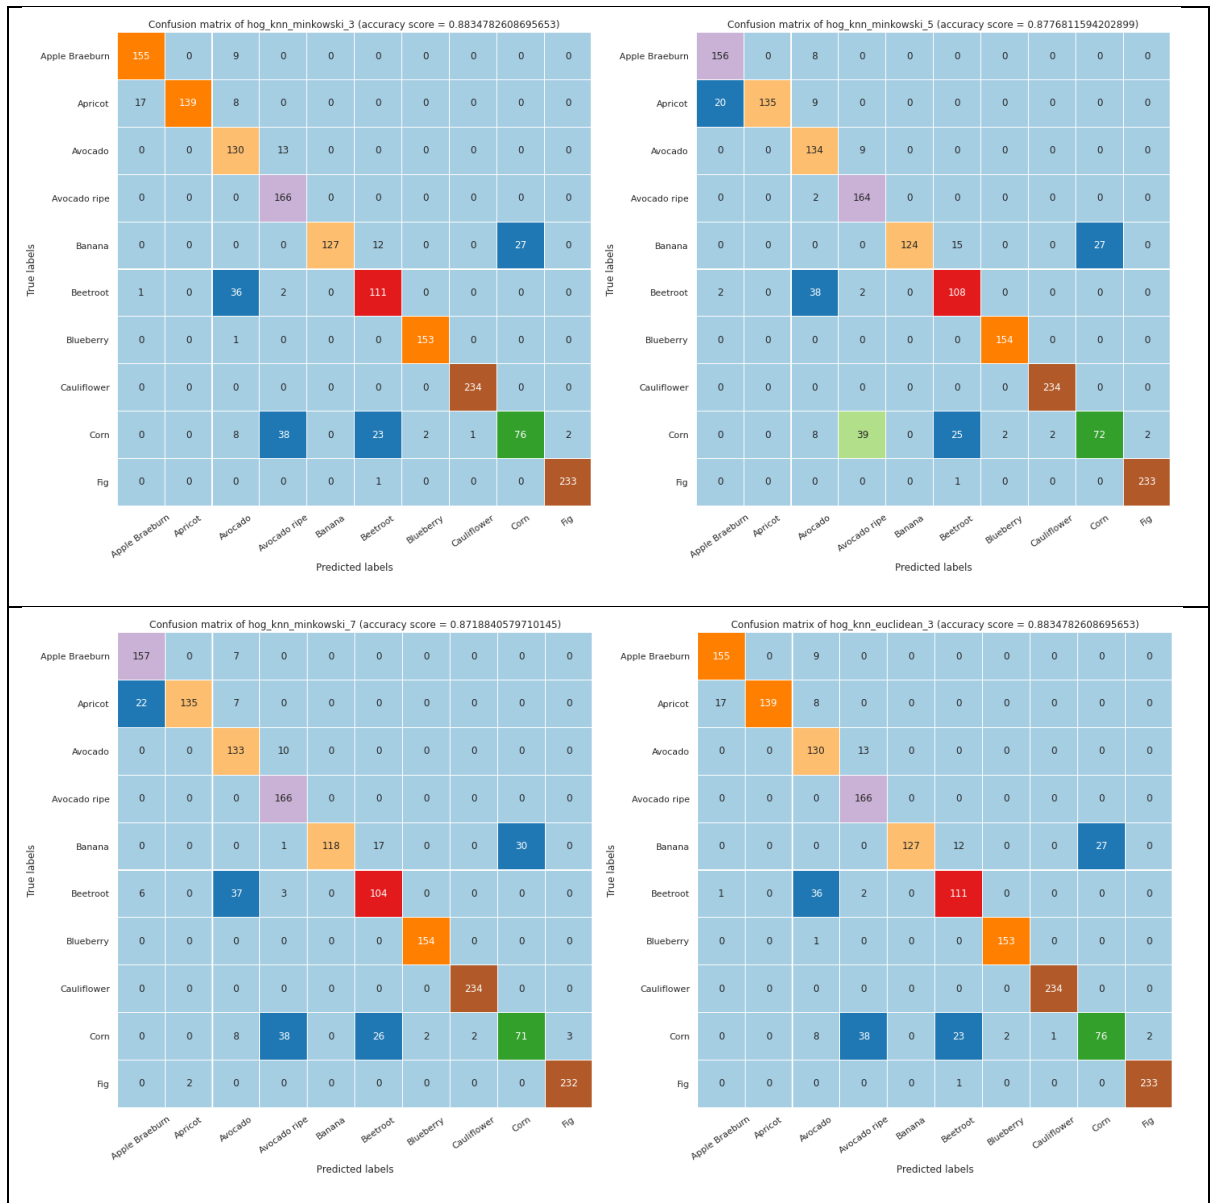 Confusion matrix of hog_knn_minkowski_3 (accuracy score = 0.8834782608695653)
Apple Braeburn 155 0 9 0 0 0 0 0 0 0
Apricot 17 139 8 0 0 0 0 0 0 0
Avocado 0 0 130 13 0 0 0 0 0 0
Avocado ripe 0 0 0 166 0 0 0 0 0 0
Banana 0 0 0 0 127 12 0 0 27 0
Beetroot 1 0 36 2 0 111 0 0 0 0
Blueberry 0 0 1 0 0 0 153 0 0 0
Cauliflower 0 0 0 0 0 0 0 234 0 0
Corn 0 0 8 38 0 23 2 1 76 2
Fig 0 0 0 0 0 1 0 0 0 233
True labels
Apple Braeburn Apricot Avocado Avocado ripe Banana Beetroot Blueberry Cauliflower Corn Fig
Predicted labels
Confusion matrix of hog_knn_minkowski_5 (accuracy score = 0.8776811594202899)
Apple Braeburn 156 0 8 0 0 0 0 0 0 0
Apricot 20 135 9 0 0 0 0 0 0 0
Avocado 0 0 134 9 0 0 0 0 0 0
Avocado ripe 0 0 2 164 0 0 0 0 0 0
Banana 0 0 0 0 124 15 0 0 27 0
Beetroot 2 0 38 2 0 108 0 0 0 0
Blueberry 0 0 0 0 0 0 154 0 0 0
Cauliflower 0 0 0 0 0 0 0 234 0 0
Corn 0 0 8 39 0 25 2 2 72 2
Fig 0 0 0 0 0 1 0 0 0 233
True labels
Apple Braeburn Apricot Avocado Avocado ripe Banana Beetroot Blueberry Cauliflower Corn Fig
Predicted labels
Confusion matrix of hog_knn_minkowski_7 (accuracy score = 0.8718840579710145)
Apple Braeburn 157 0 7 0 0 0 0 0 0 0
Apricot 22 135 7 0 0 0 0 0 0 0
Avocado 0 0 133 10 0 0 0 0 0 0
Avocado ripe 0 0 0 166 0 0 0 0 0 0
Banana 0 0 0 1 118 17 0 0 30 0
Beetroot 6 0 37 3 0 104 0 0 0 0
Blueberry 0 0 0 0 0 0 154 0 0 0
Cauliflower 0 0 0 0 0 0 0 234 0 0
Corn 0 0 8 38 0 26 2 2 71 3
Fig 0 2 0 0 0 0 0 0 0 232
True labels
Apple Braeburn Apricot Avocado Avocado ripe Banana Beetroot Blueberry Cauliflower Corn Fig
Predicted labels
Confusion matrix of hog_knn_euclidean_3 (accuracy score = 0.8834782608695653)
Apple Braeburn 155 0 9 0 0 0 0 0 0 0
Apricot 17 139 8 0 0 0 0 0 0 0
Avocado 0 0 130 13 0 0 0 0 0 0
Avocado ripe 0 0 0 166 0 0 0 0 0 0
Banana 0 0 0 0 127 12 0 0 27 0
Beetroot 1 0 36 2 0 111 0 0 0 0
Blueberry 0 0 1 0 0 0 153 0 0 0
Cauliflower 0 0 0 0 0 0 0 234 0 0
Corn 0 0 8 38 0 23 2 1 76 2
Fig 0 0 0 0 0 1 0 0 0 233
True labels
Apple Braeburn Apricot Avocado Avocado ripe Banana Beetroot Blueberry Cauliflower Corn Fig
Predicted labels